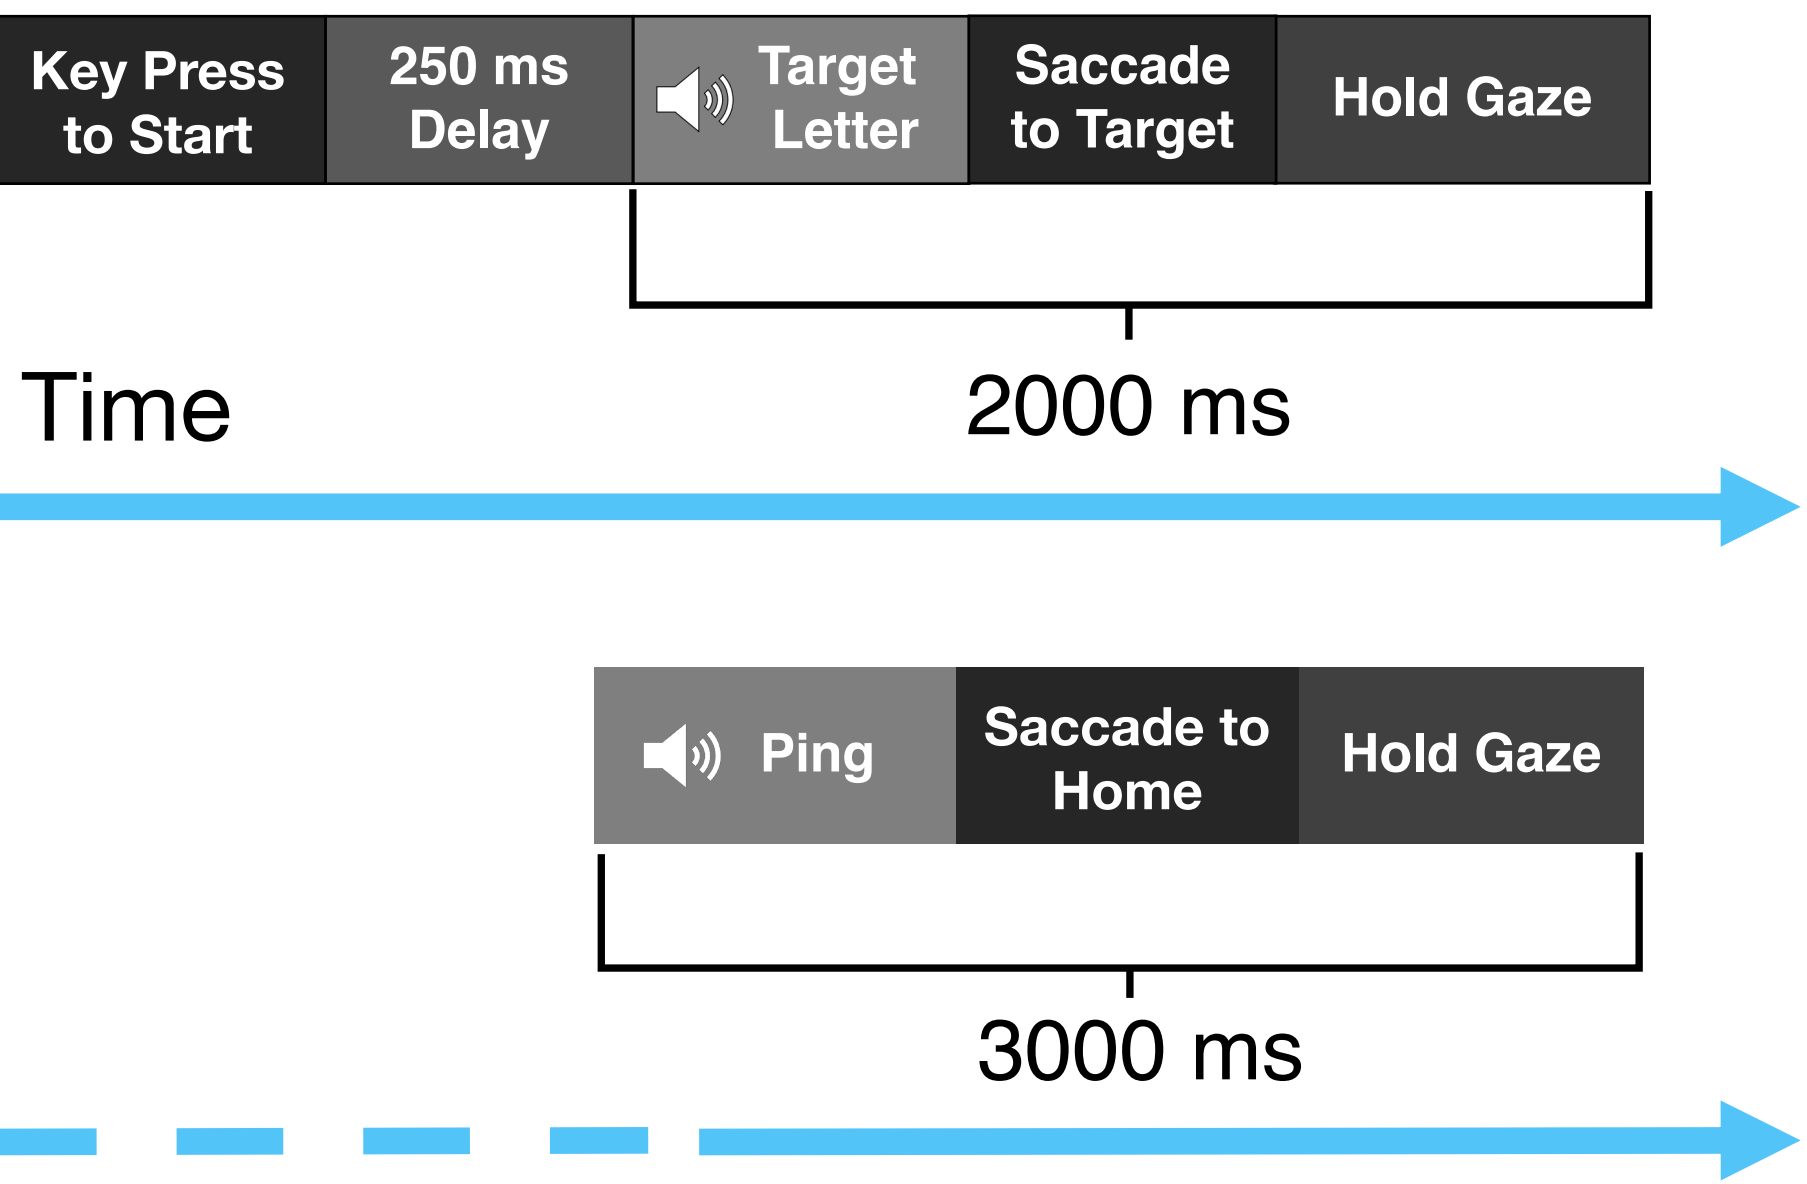 Key Press
to Start
250 ms
Delay
Target
Letter
Saccade
to Target
Hold Gaze
2000 ms
Time
Ping
Saccade to
Home
Hold Gaze
3000 ms